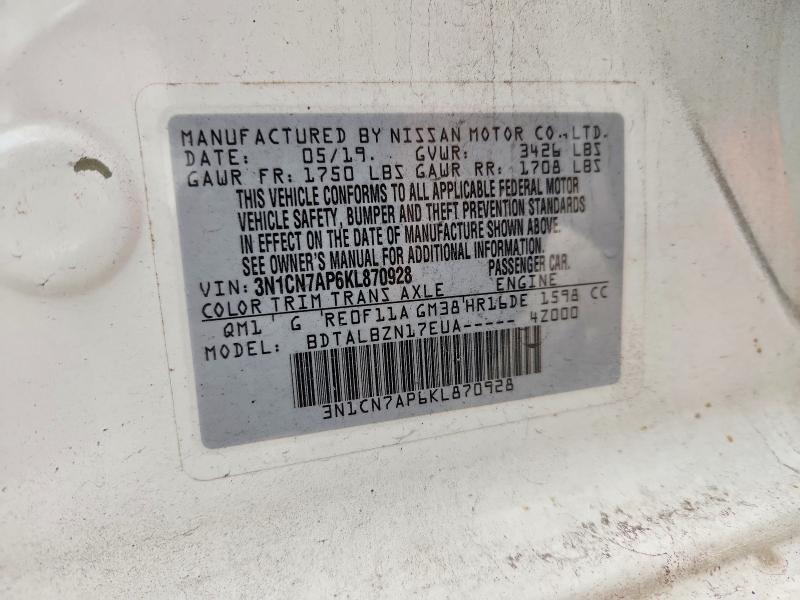 MANUFACTURED BY NISSAN MOTOR CO.,LTD.
DATE: 05/19. GVWR: 3426 LBS
GAWR FR: 1750 LBS GAWR RR: 1708 LBS
THIS VEHICLE CONFORMS TO ALL APPLICABLE FEDERAL MOTOR
VEHICLE SAFETY, BUMPER AND THEFT PREVENTION STANDARDS
IN EFFECT ON THE DATE OF MANUFACTURE SHOWN ABOVE.
SEE OWNER'S MANUAL FOR ADDITIONAL INFORMATION.
VIN: 3N1CN7AP6KL870928 PASSENGER CAR.
COLOR TRIM TRANS AXLE ENGINE
QM1 ' G ' RE0F11A GM38'HR16DE 1598 CC
MODEL: BDTALBZN17EUA----- 4Z000
3N1CN7AP6KL870928